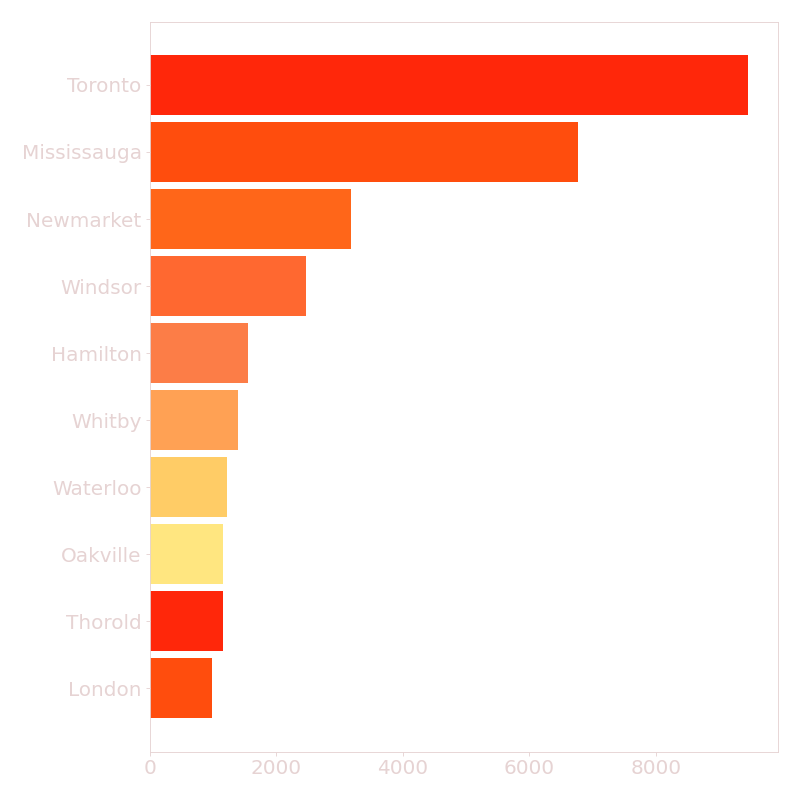 Toronto
Mississauga
Newmarket
Windsor
Hamilton
Whitby
Waterloo
Oakville
Thorold
London
0 2000 4000 6000 8000